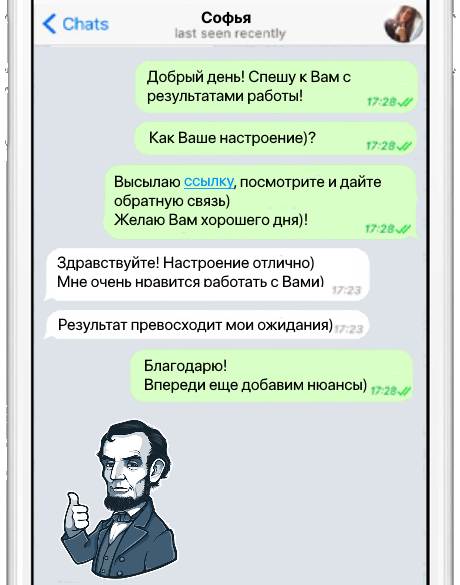 Chats
Софья
last seen recently
Добрый день! Спешу к Вам с
результатами работы!
17:28
Как Ваше настроение)?
17:28
Высылаю ссылку, посмотрите и дайте
обратную связь)
Желаю Вам хорошего дня)!
17:28
Здравствуйте! Настроение отлично)
Мне очень нравится работать с Вами)
17:23
Результат превосходит мои ожидания)
17:23
Благодарю!
Впереди еще добавим нюансы)
17:28